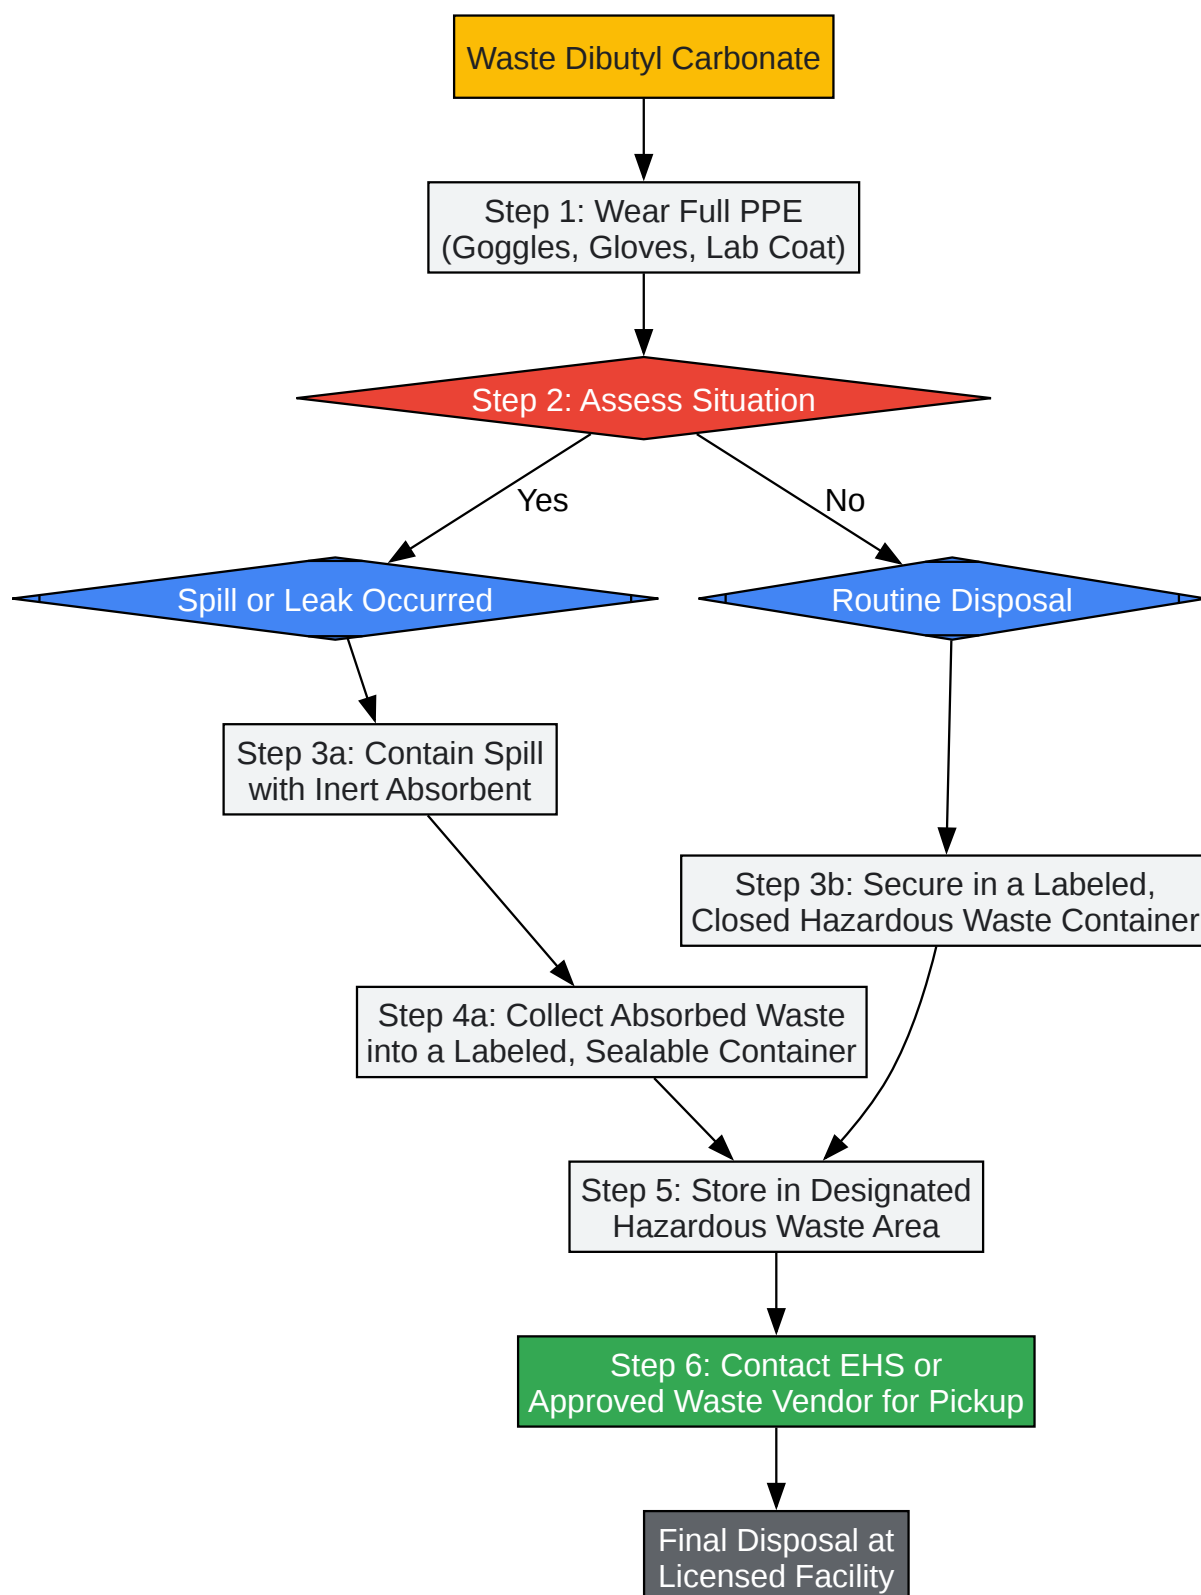 Waste Dibutyl Carbonate
Step 1: Wear Full PPE
(Goggles, Gloves, Lab Coat)
Step 2: Assess Situation
Yes
No
Spill or Leak Occurred
Routine Disposal
Step 3a: Contain Spill
with Inert Absorbent
Step 3b: Secure in a Labeled,
Closed Hazardous Waste Container
Step 4a: Collect Absorbed Waste
into a Labeled, Sealable Container
Step 5: Store in Designated
Hazardous Waste Area
Step 6: Contact EHS or
Approved Waste Vendor for Pickup
Final Disposal at
Licensed Facility